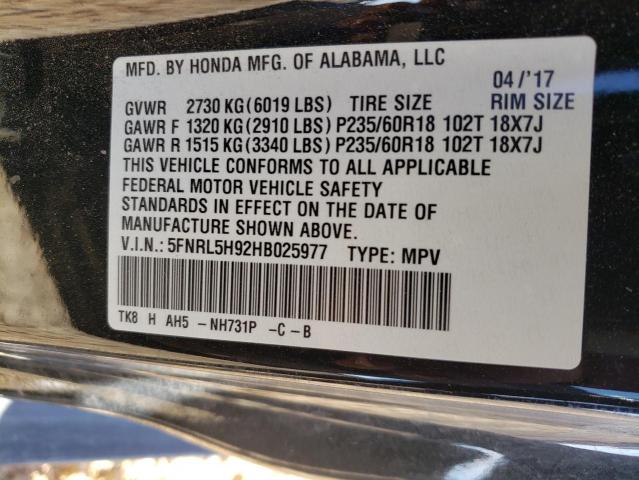 MFD. BY HONDA MFG. OF ALABAMA, LLC
04/'17
GVWR 2730 KG(6019 LBS) TIRE SIZE RIM SIZE
GAWR F 1320 KG(2910 LBS) P235/60R18 102T 18X7J
GAWR R 1515 KG(3340 LBS) P235/60R18 102T 18X7J
THIS VEHICLE CONFORMS TO ALL APPLICABLE
FEDERAL MOTOR VEHICLE SAFETY
STANDARDS IN EFFECT ON THE DATE OF
MANUFACTURE SHOWN ABOVE.
V.I.N.: 5FNRL5H92HB025977 TYPE: MPV
TK8 H AH5 -NH731P -C-B